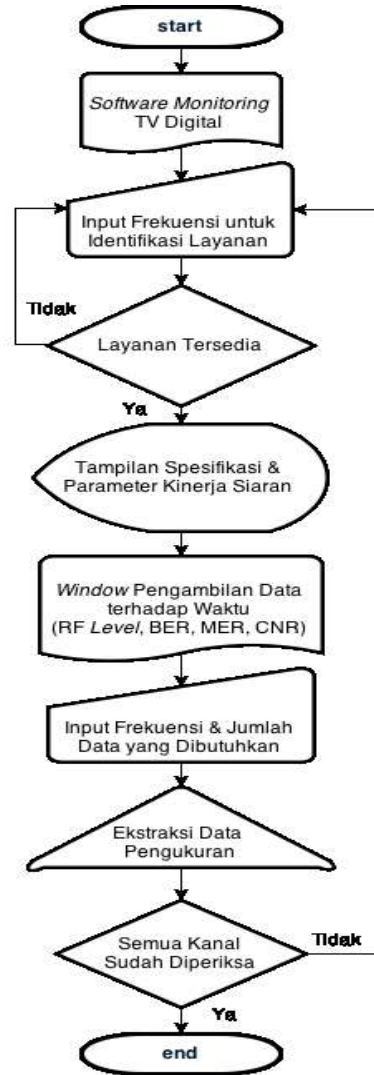 start
Software Monitoring
TV Digital
Input Frekuensi untuk
Identifikasi Layanan
Tidak
Layanan Tersedia
Ya
Tampilan Spesifikasi &
Parameter Kinerja Siaran
Window Pengambilan Data
terhadap Waktu
(RF Level, BER, MER, CNR)
Input Frekuensi & Jumlah
Data yang Dibutuhkan
Ekstraksi Data
Pengukuran
Semua Kanal
Sudah Diperiksa
Tidak
Ya
end